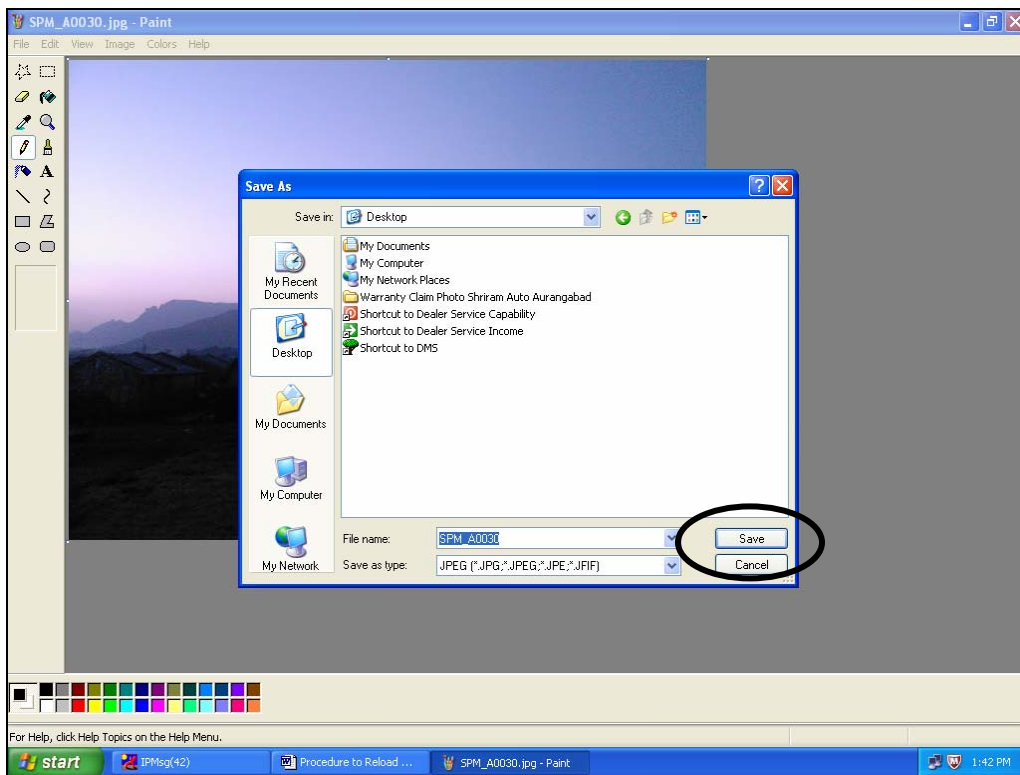 SPM_A0030.jpg - Paint
File Edit View Image Colors Help
A
Save As
Save in: Desktop
My Recent Documents
Desktop
My Documents
My Computer
My Network
My Documents
My Computer
My Network Places
Warranty Claim Photo Shriram Auto Aurangabad
Shortcut to Dealer Service Capability
Shortcut to Dealer Service Income
Shortcut to DMS
File name: SPM_A0030 Save
Save as type: JPEG (*.JPG;*.JPEG;*.JPE;*.JFIF) Cancel
For Help, click Help Topics on the Help Menu.
start IPMsg(42) Procedure to Reload ... SPM_A0030.jpg - Paint 1:42 PM